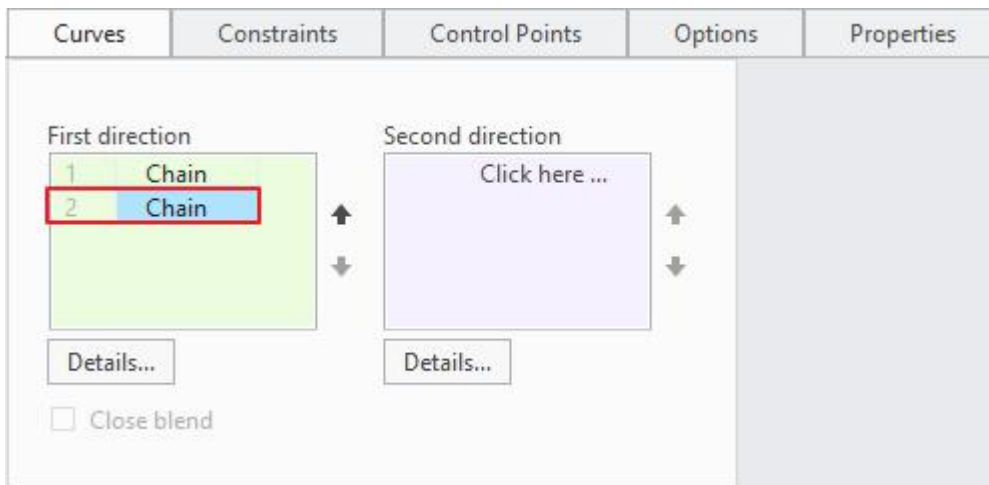 Curves Constraints Control Points Options Properties
First direction Second direction
1 Chain Click here ...
2 Chain
Details... Details...
Close blend